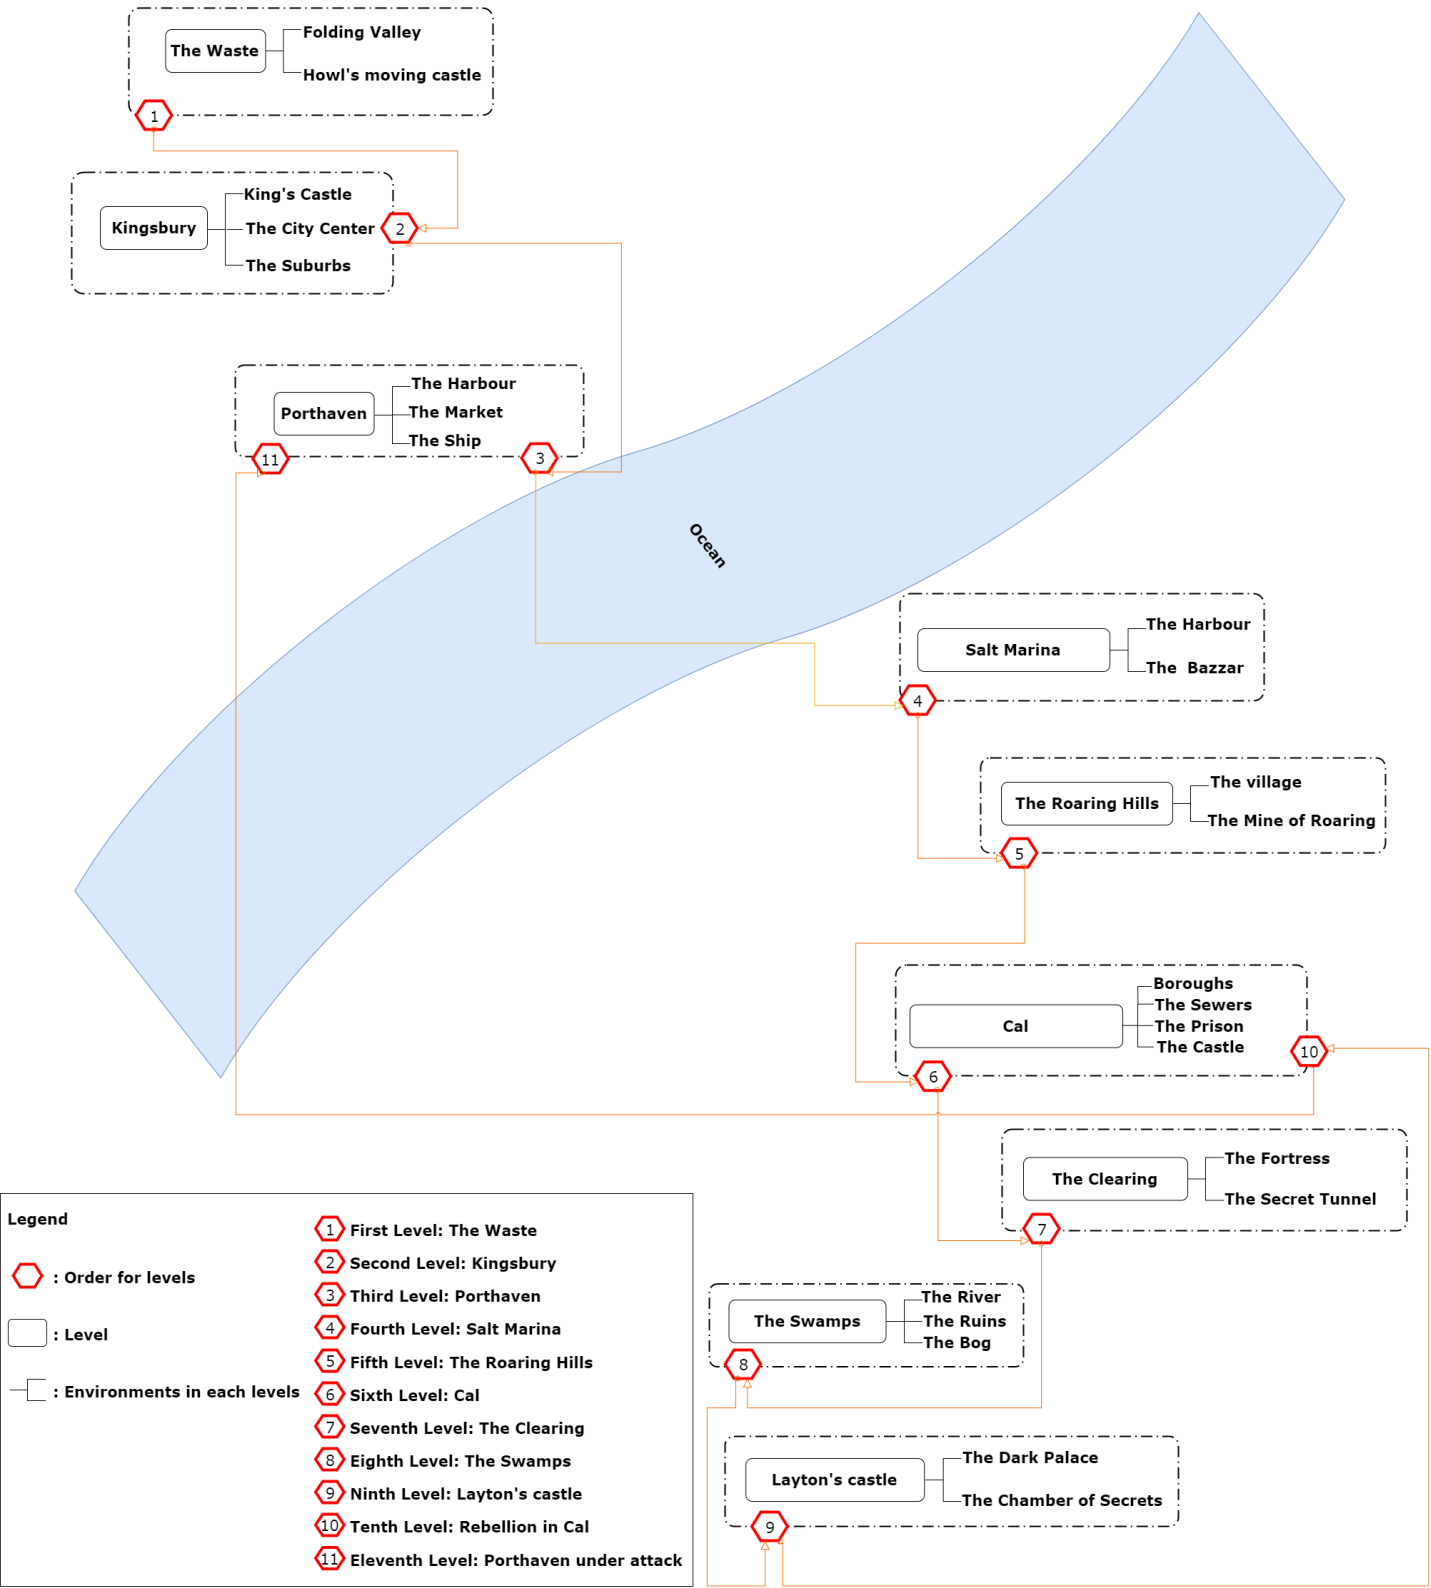 The Waste
Folding Valley
Howl's moving castle
1
Kingsbury
King's Castle
The City Center
The Suburbs
2
Porthaven
The Harbour
The Market
The Ship
11
3
Ocean
Salt Marina
The Harbour
The Bazzar
4
The Roaring Hills
The village
The Mine of Roaring
5
Cal
Boroughs
The Sewers
The Prison
The Castle
10
6
The Clearing
The Fortress
The Secret Tunnel
7
The Swamps
The River
The Ruins
The Bog
8
Layton's castle
The Dark Palace
The Chamber of Secrets
9
Legend
: Order for levels
: Level
: Environments in each levels
1 First Level: The Waste
2 Second Level: Kingsbury
3 Third Level: Porthaven
4 Fourth Level: Salt Marina
5 Fifth Level: The Roaring Hills
6 Sixth Level: Cal
7 Seventh Level: The Clearing
8 Eighth Level: The Swamps
9 Ninth Level: Layton's castle
10 Tenth Level: Rebellion in Cal
11 Eleventh Level: Porthaven under attack